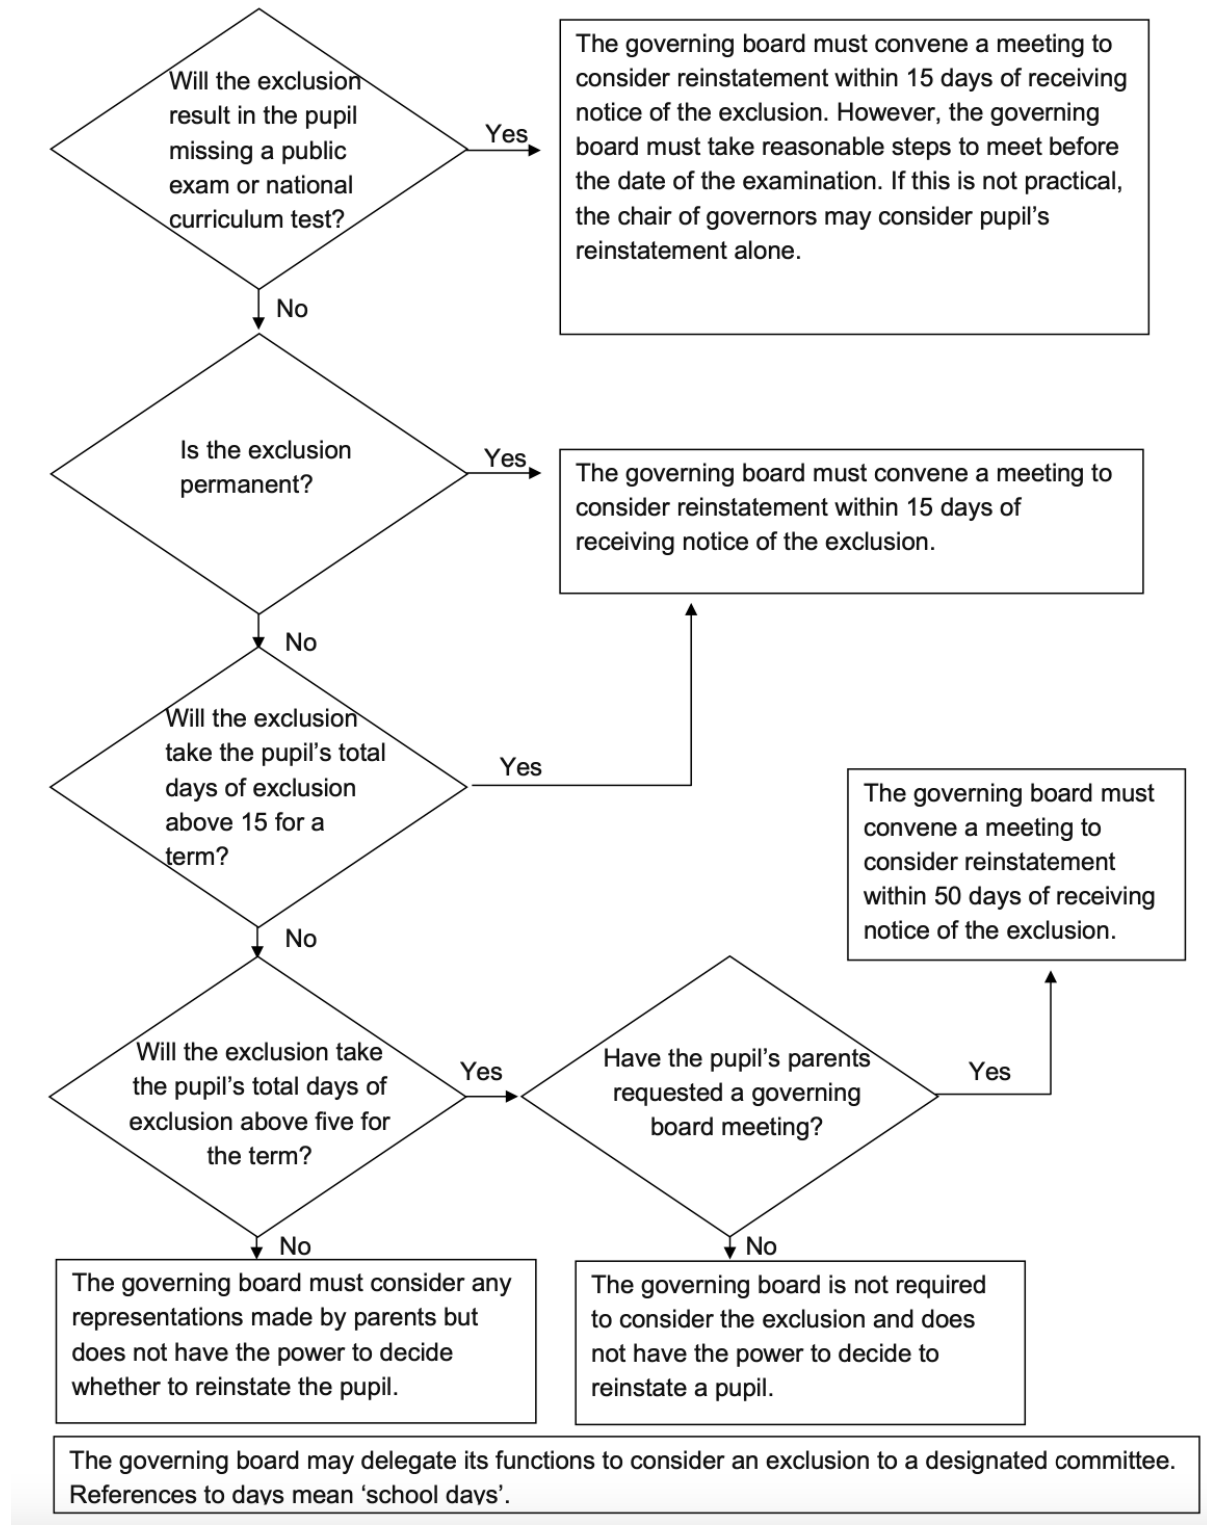 Will the exclusion
result in the pupil
missing a public
exam or national
curriculum test?
Yes
The governing board must convene a meeting to
consider reinstatement within 15 days of receiving
notice of the exclusion. However, the governing
board must take reasonable steps to meet before
the date of the examination. If this is not practical,
the chair of governors may consider pupil’s
reinstatement alone.
No
Is the exclusion
permanent?
Yes
The governing board must convene a meeting to
consider reinstatement within 15 days of
receiving notice of the exclusion.
No
Will the exclusion
take the pupil’s total
days of exclusion
above 15 for a
term?
Yes
The governing board must
convene a meeting to
consider reinstatement
within 50 days of receiving
notice of the exclusion.
No
Will the exclusion take
the pupil’s total days of
exclusion above five for
the term?
Yes
Have the pupil’s parents
requested a governing
board meeting?
Yes
No
The governing board must consider any
representations made by parents but
does not have the power to decide
whether to reinstate the pupil.
No
The governing board is not required
to consider the exclusion and does
not have the power to decide to
reinstate a pupil.
The governing board may delegate its functions to consider an exclusion to a designated committee.
References to days mean ‘school days’.